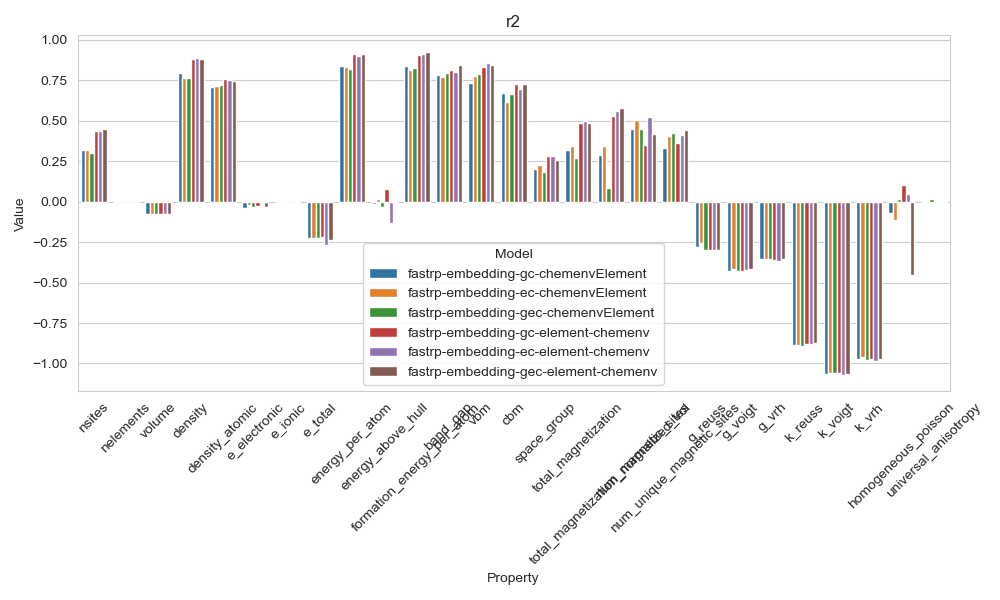 r2
1.00
0.75
0.50
0.25
0.00
−0.25
−0.50
−0.75
−1.00
Value
Model
fastrp-embedding-gc-chemenvElement
fastrp-embedding-ec-chemenvElement
fastrp-embedding-gec-chemenvElement
fastrp-embedding-gc-element-chemenv
fastrp-embedding-ec-element-chemenv
fastrp-embedding-gec-element-chemenv
nsites
nelements
volume
density
density_atomic
e_electronic
e_ionic
e_total
energy_per_atom
energy_above_hull
formation_energy_per_atom
band_gap
vbm
cbm
space_group
total_magnetization
total_magnetization_normalized_vol
num_magnetic_sites
num_unique_magnetic_sites
g_reuss
g_voigt
g_vrh
k_reuss
k_voigt
k_vrh
homogeneous_poisson
universal_anisotropy
Property